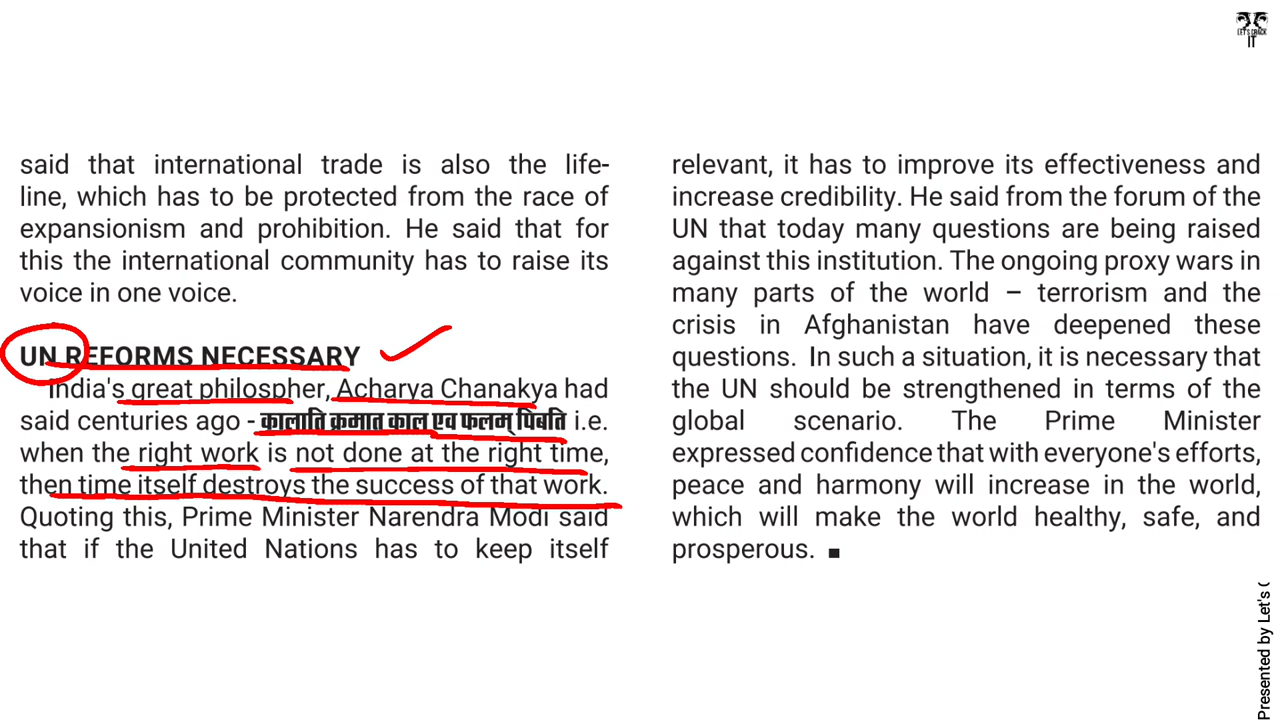 LET'S CRACK
IT
said that international trade is also the life-
line, which has to be protected from the race of
expansionism and prohibition. He said that for
this the international community has to raise its
voice in one voice.
UN REFORMS NECESSARY
India's great philospher, Acharya Chanakya had
said centuries ago - कालाति क्रमात काल एव फलम् पिबति i.e.
when the right work is not done at the right time,
then time itself destroys the success of that work.
Quoting this, Prime Minister Narendra Modi said
that if the United Nations has to keep itself
relevant, it has to improve its effectiveness and
increase credibility. He said from the forum of the
UN that today many questions are being raised
against this institution. The ongoing proxy wars in
many parts of the world – terrorism and the
crisis in Afghanistan have deepened these
questions. In such a situation, it is necessary that
the UN should be strengthened in terms of the
global scenario. The Prime Minister
expressed confidence that with everyone's efforts,
peace and harmony will increase in the world,
which will make the world healthy, safe, and
prosperous. ■
Presented by Let's